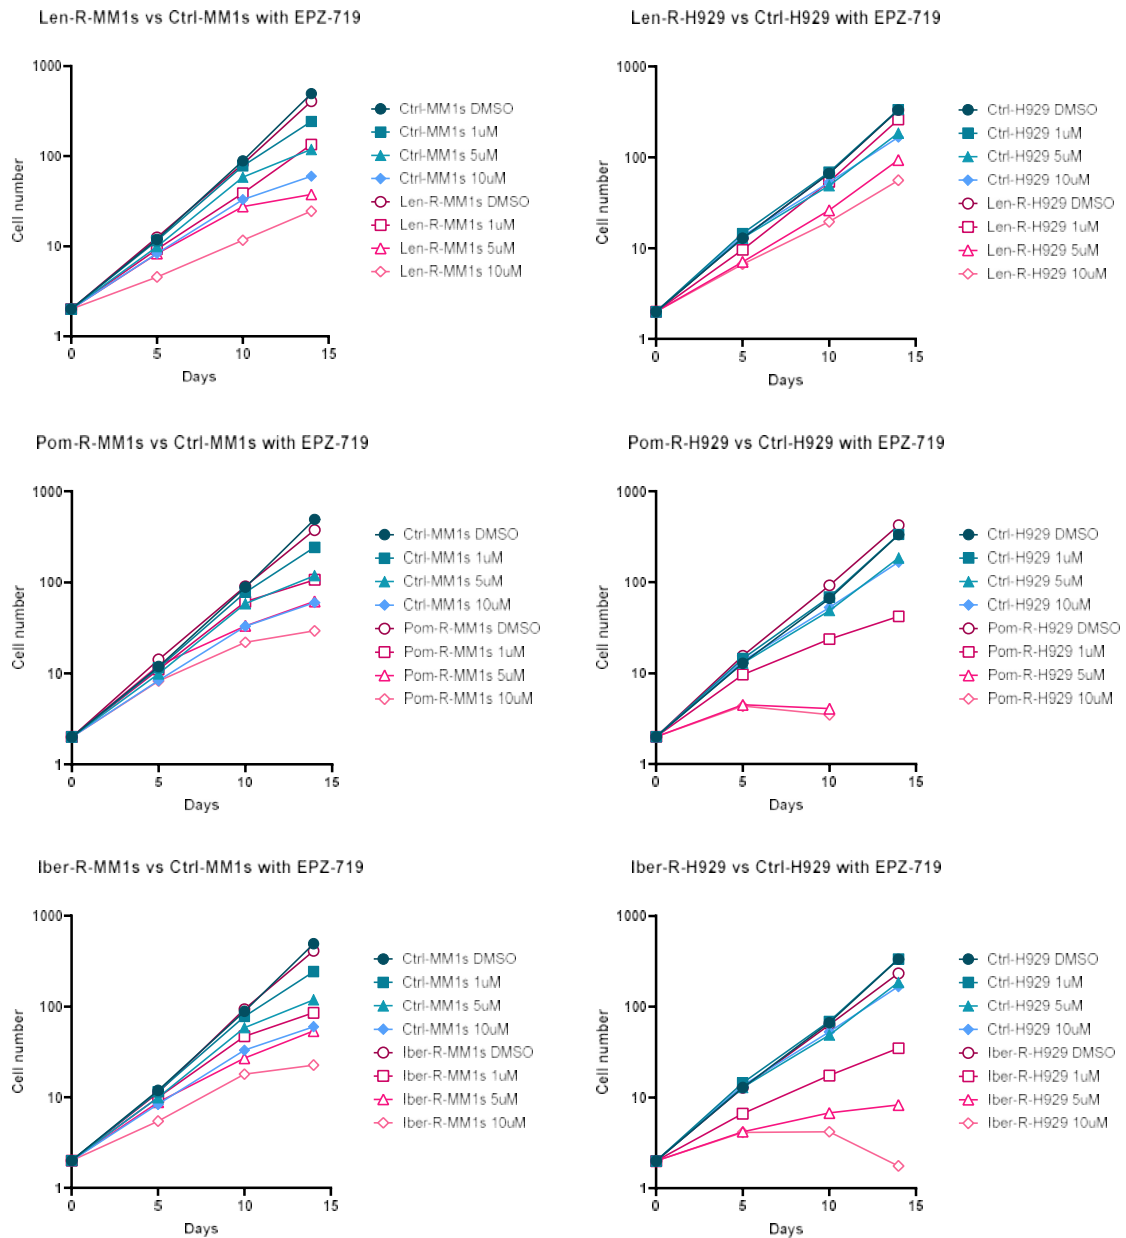 Len-R-MM1s vs Ctrl-MM1s with EPZ-719
1000
100
10
1
0
5
10
15
Cell number
Days
Ctrl-MM1s DMSO
Ctrl-MM1s 1uM
Ctrl-MM1s 5uM
Ctrl-MM1s 10uM
Len-R-MM1s DMSO
Len-R-MM1s 1uM
Len-R-MM1s 5uM
Len-R-MM1s 10uM
Len-R-H929 vs Ctrl-H929 with EPZ-719
1000
100
10
1
0
5
10
15
Cell number
Days
Ctrl-H929 DMSO
Ctrl-H929 1uM
Ctrl-H929 5uM
Ctrl-H929 10uM
Len-R-H929 DMSO
Len-R-H929 1uM
Len-R-H929 5uM
Len-R-H929 10uM
Pom-R-MM1s vs Ctrl-MM1s with EPZ-719
1000
100
10
1
0
5
10
15
Cell number
Days
Ctrl-MM1s DMSO
Ctrl-MM1s 1uM
Ctrl-MM1s 5uM
Ctrl-MM1s 10uM
Pom-R-MM1s DMSO
Pom-R-MM1s 1uM
Pom-R-MM1s 5uM
Pom-R-MM1s 10uM
Pom-R-H929 vs Ctrl-H929 with EPZ-719
1000
100
10
1
0
5
10
15
Cell number
Days
Ctrl-H929 DMSO
Ctrl-H929 1uM
Ctrl-H929 5uM
Ctrl-H929 10uM
Pom-R-H929 DMSO
Pom-R-H929 1uM
Pom-R-H929 5uM
Pom-R-H929 10uM
Iber-R-MM1s vs Ctrl-MM1s with EPZ-719
1000
100
10
1
0
5
10
15
Cell number
Days
Ctrl-MM1s DMSO
Ctrl-MM1s 1uM
Ctrl-MM1s 5uM
Ctrl-MM1s 10uM
Iber-R-MM1s DMSO
Iber-R-MM1s 1uM
Iber-R-MM1s 5uM
Iber-R-MM1s 10uM
Iber-R-H929 vs Ctrl-H929 with EPZ-719
1000
100
10
1
0
5
10
15
Cell number
Days
Ctrl-H929 DMSO
Ctrl-H929 1uM
Ctrl-H929 5uM
Ctrl-H929 10uM
Iber-R-H929 DMSO
Iber-R-H929 1uM
Iber-R-H929 5uM
Iber-R-H929 10uM